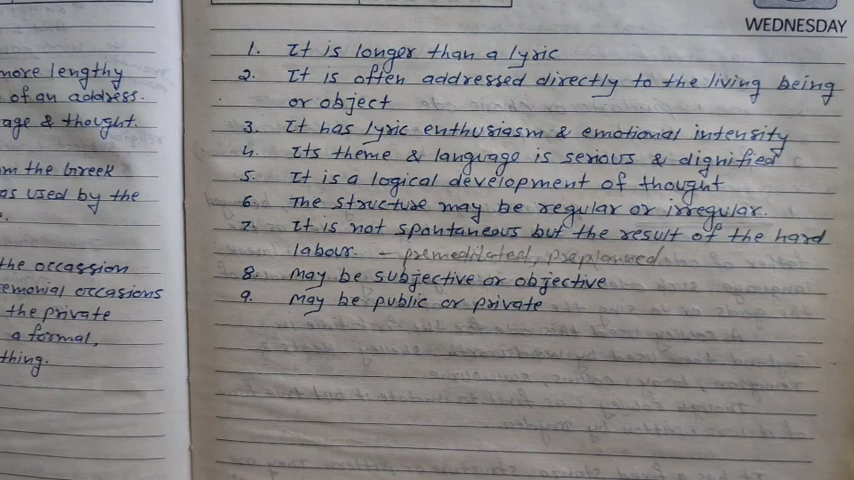 more lengthy
of an address.
age & thought.
m the Greek
as used by the
the occassion
emonial occasions
the private
a formal,
thing.
WEDNESDAY
1. It is longer than a lyric
2. It is often addressed directly to the living being
or object
3. It has lyric enthusiasm & emotional intensity
4. Its theme & language is serious & dignified
5. It is a logical development of thought
6. The structure may be regular or irregular.
7. It is not spontaneous but the result of the hard
labour. - premeditated, preplanned
8. may be subjective or objective
9. may be public or private